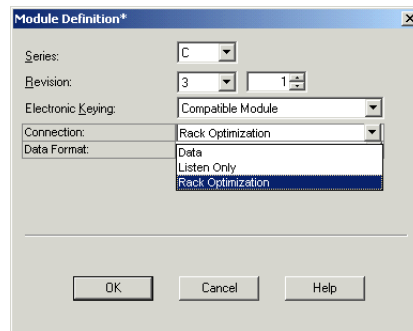 Module Definition*
Series: C
Revision: 3 1
Electronic Keying: Compatible Module
Connection: Rack Optimization
Data Format:
Data
Listen Only
Rack Optimization
OK Cancel Help